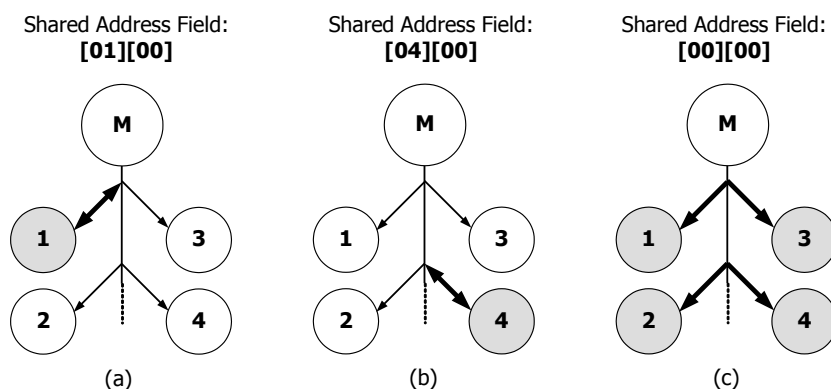 Shared Address Field:
[01][00]
M
1
3
2
4
(a)
Shared Address Field:
[04][00]
M
1
3
2
4
(b)
Shared Address Field:
[00][00]
M
1
3
2
4
(c)